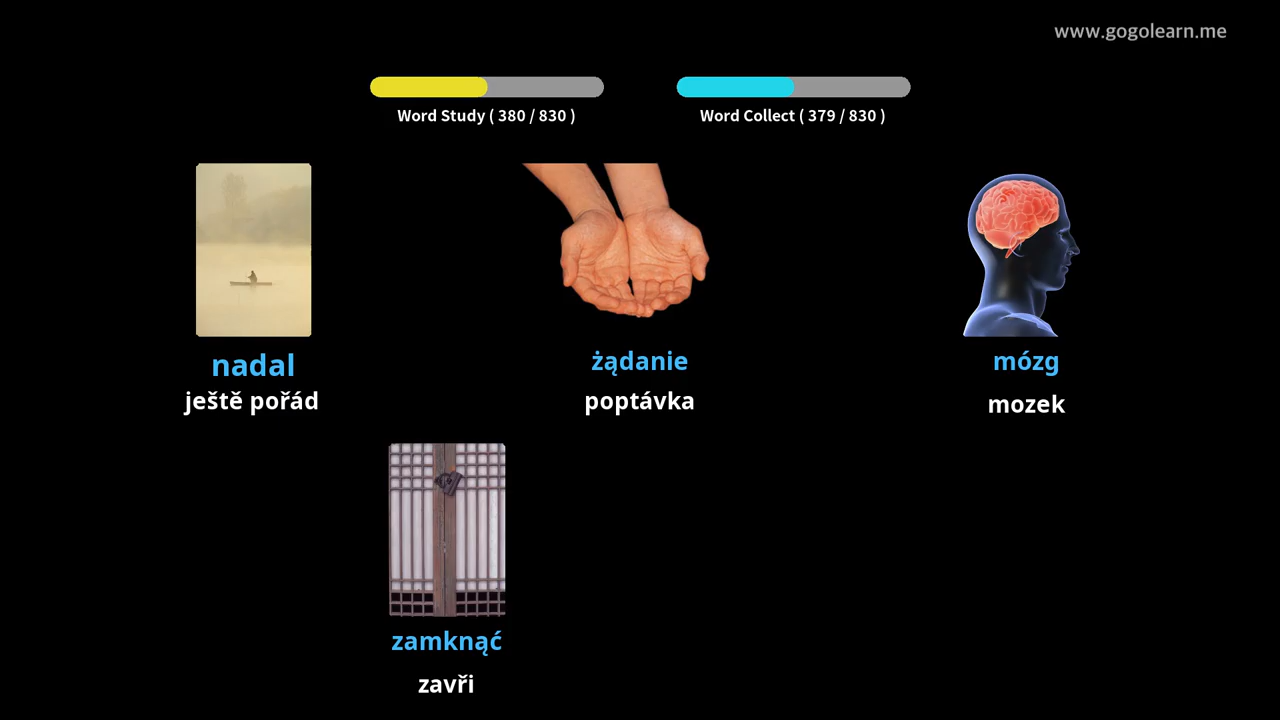 www.gogolearn.me
Word Study ( 380 / 830 )
Word Collect ( 379 / 830 )
nadal
ještě pořád
żądanie
poptávka
mózg
mozek
zamknąć
zavři